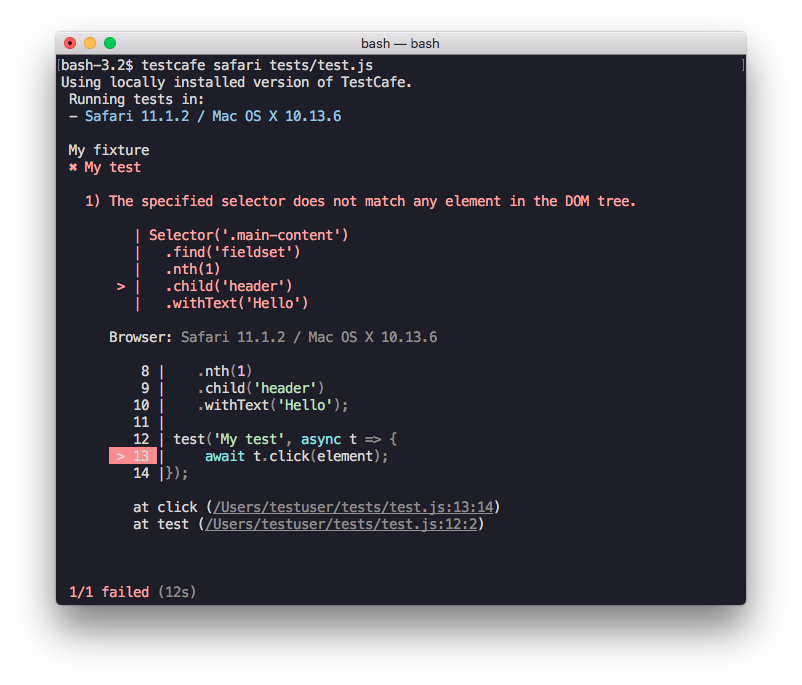 bash — bash
[bash-3.2$ testcafe safari tests/test.js ]
Using locally installed version of TestCafe.
Running tests in:
- Safari 11.1.2 / Mac OS X 10.13.6
My fixture
✖ My test
1) The specified selector does not match any element in the DOM tree.
| Selector('.main-content')
|   .find('fieldset')
|   .nth(1)
> |   .child('header')
|   .withText('Hello')
Browser: Safari 11.1.2 / Mac OS X 10.13.6
8 |    .nth(1)
9 |    .child('header')
10 |    .withText('Hello');
11 |
12 | test('My test', async t => {
> 13 |     await t.click(element);
14 |});
at click (/Users/testuser/tests/test.js:13:14)
at test (/Users/testuser/tests/test.js:12:2)
1/1 failed (12s)